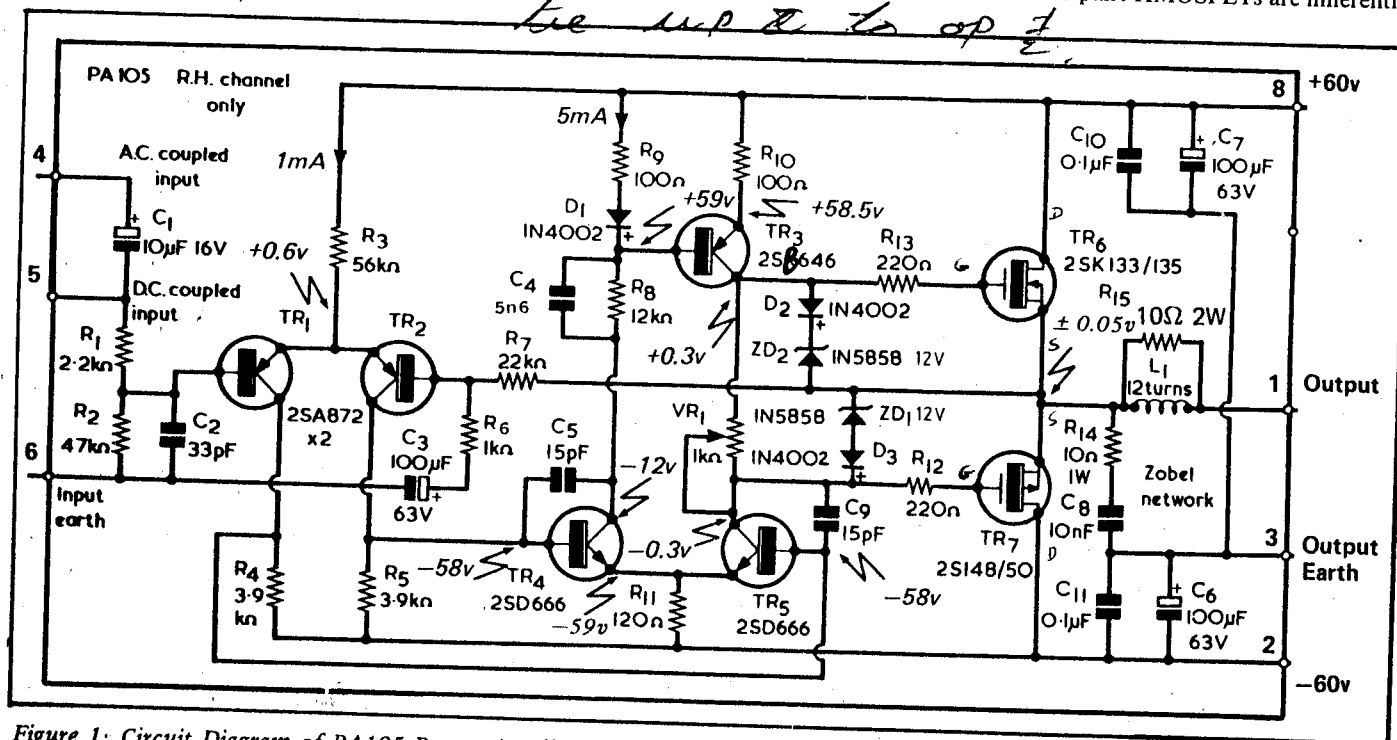 tie up to op
part HMOSFETs are inherentl
PA105 R.H. channel
only
8
+60v
4
A.C. coupled
input
1mA
5mA
R9
100Ω
R10
100Ω
C10
0·1µF
+ C7
100µF
63V
+
C1
10µF 16V
D1
1N4002
+
+59v
+58.5v
D
+0.6v
R3
56kΩ
TR3
2SB646
R13
220Ω
G
TR6
2SK133/135
5
D.C. coupled
input
C4
5n6
R8
12kΩ
D2
1N4002
+
R15
10Ω 2W
± 0.05v
R1
2·2kΩ
TR1
TR2
R7
22kΩ
+0.3v
ZD2
1N5858 12V
S
L1
12turns
1
Output
R2
47kΩ
C2
33pF
2SA872
x2
R6
1kΩ
VR1
1kΩ
1N5858
ZD1 12V
1N4002
D3
+
S
R14
10Ω
1W
6
C3
100µF
+
63V
C5
15pF
-12v
R12
220Ω
G
Zobel
network
Input
earth
C9
15pF
C8
10nF
-58v
TR4
2SD666
-0.3v
TR5
2SD666
-58v
TR7
2S148/50
D
3
Output
Earth
R4
3·9
kΩ
R5
3·9kΩ
-59v
R11
120Ω
C11
0·1µF
+ C6
100µF
63V
2
-60v
Figure 1: Circuit Diagram of PA105